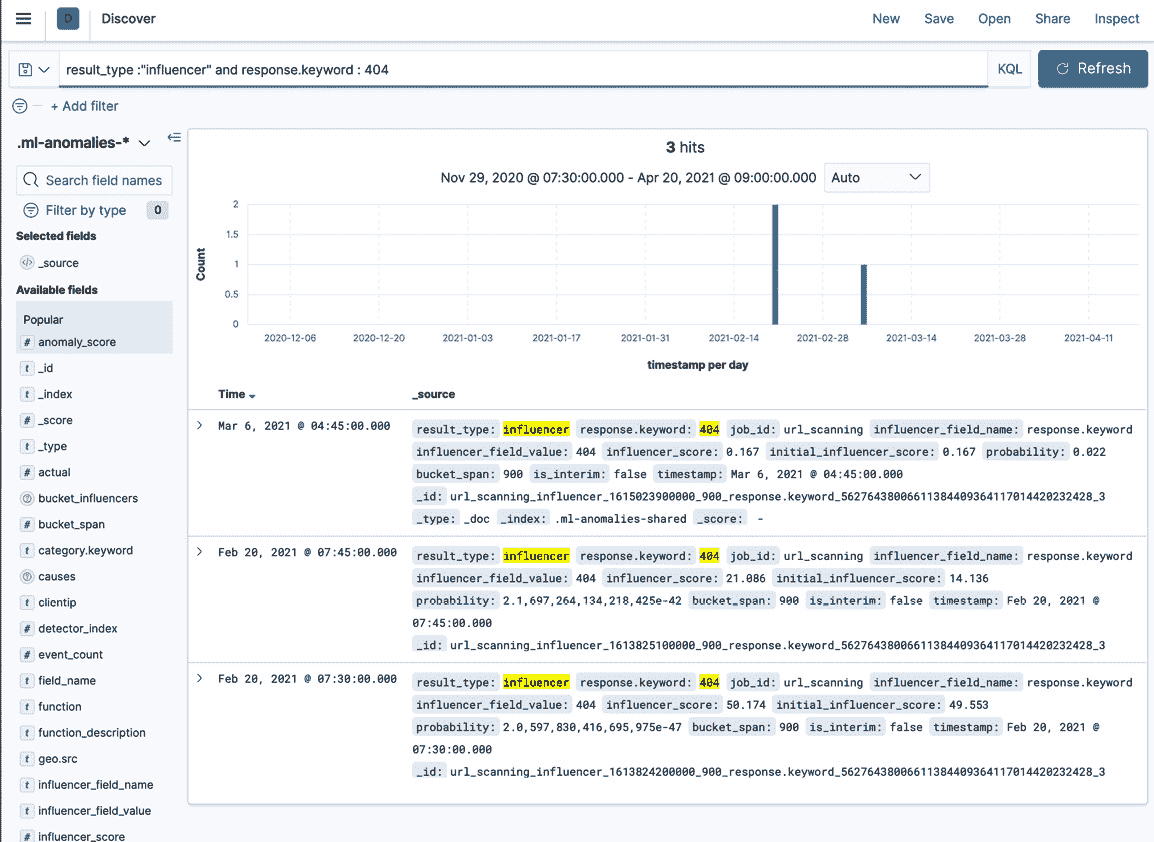 D Discover New Save Open Share Inspect
result_type :"influencer" and response.keyword : 404 KQL Refresh
+ Add filter
.ml-anomalies-*
Search field names
Filter by type 0
Selected fields
_source
Available fields
Popular
# anomaly_score
t _id
t _index
# _score
t _type
# actual
bucket_influencers
# bucket_span
t category.keyword
causes
t clientip
# detector_index
# event_count
t field_name
t function
t function_description
t geo.src
t influencer_field_name
t influencer_field_value
# influencer_score
3 hits
Nov 29, 2020 @ 07:30:00.000 - Apr 20, 2021 @ 09:00:00.000 Auto
Count
2
1.5
1
0.5
0
2020-12-06 2020-12-20 2021-01-03 2021-01-17 2021-01-31 2021-02-14 2021-02-28 2021-03-14 2021-03-28 2021-04-11
timestamp per day
Time _source
Mar 6, 2021 @ 04:45:00.000 result_type: influencer response.keyword: 404 job_id: url_scanning influencer_field_name: response.keyword
influencer_field_value: 404 influencer_score: 0.167 initial_influencer_score: 0.167 probability: 0.022
bucket_span: 900 is_interim: false timestamp: Mar 6, 2021 @ 04:45:00.000
_id: url_scanning_influencer_1615023900000_900_response.keyword_56276438006611384409364117014420232428_3
_type: _doc _index: .ml-anomalies-shared _score: -
Feb 20, 2021 @ 07:45:00.000 result_type: influencer response.keyword: 404 job_id: url_scanning influencer_field_name: response.keyword
influencer_field_value: 404 influencer_score: 21.086 initial_influencer_score: 14.136
probability: 2.1,697,264,134,218,425e-42 bucket_span: 900 is_interim: false timestamp: Feb 20, 2021 @
07:45:00.000
_id: url_scanning_influencer_1613825100000_900_response.keyword_56276438006611384409364117014420232428_3
Feb 20, 2021 @ 07:30:00.000 result_type: influencer response.keyword: 404 job_id: url_scanning influencer_field_name: response.keyword
influencer_field_value: 404 influencer_score: 50.174 initial_influencer_score: 49.553
probability: 2.0,597,830,416,695,975e-47 bucket_span: 900 is_interim: false timestamp: Feb 20, 2021 @
07:30:00.000
_id: url_scanning_influencer_1613824200000_900_response.keyword_56276438006611384409364117014420232428_3